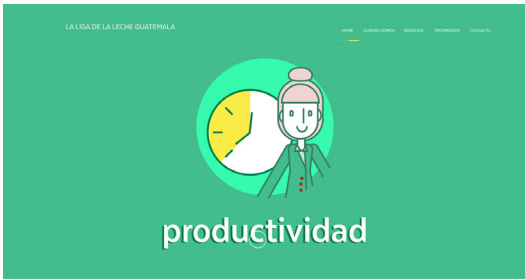 LA LIGA DE LA LECHE GUATEMALA
HOME QUIENES SOMOS SERVICIOS TESTIMONIOS CONTACTO
productividad